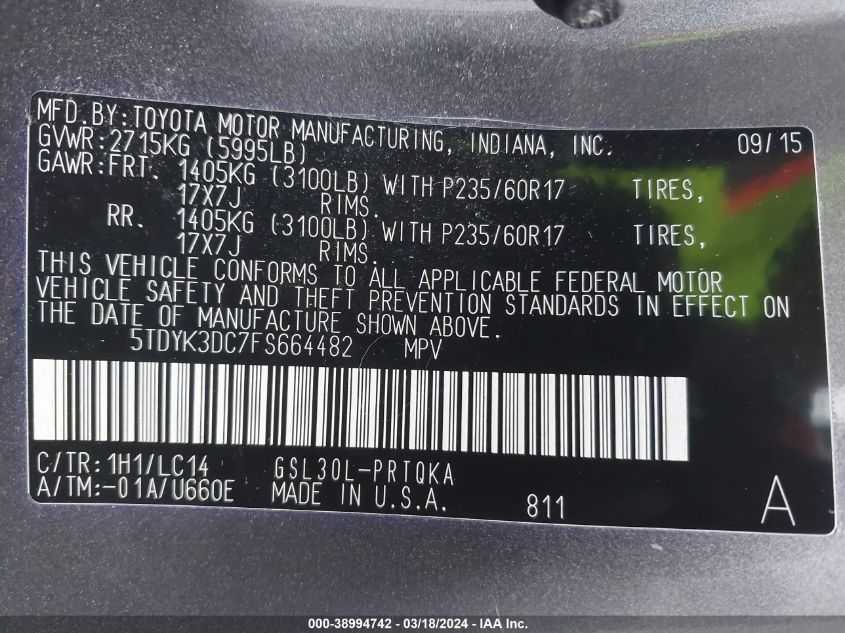 MFD.BY:TOYOTA MOTOR MANUFACTURING, INDIANA, INC. 09/15
GVWR:2715KG (5995LB)
GAWR:FRT. 1405KG (3100LB) WITH P235/60R17 TIRES,
17X7J RIMS.
RR. 1405KG (3100LB) WITH P235/60R17 TIRES,
17X7J RIMS.
THIS VEHICLE CONFORMS TO ALL APPLICABLE FEDERAL MOTOR
VEHICLE SAFETY AND THEFT PREVENTION STANDARDS IN EFFECT ON
THE DATE OF MANUFACTURE SHOWN ABOVE.
5TDYK3DC7FS664482 MPV
C/TR:1H1/LC14 GSL30L-PRTQKA
A/TM:-01A/U660E MADE IN U.S.A. 811 A
000-38994742 - 03/18/2024 - IAA Inc.